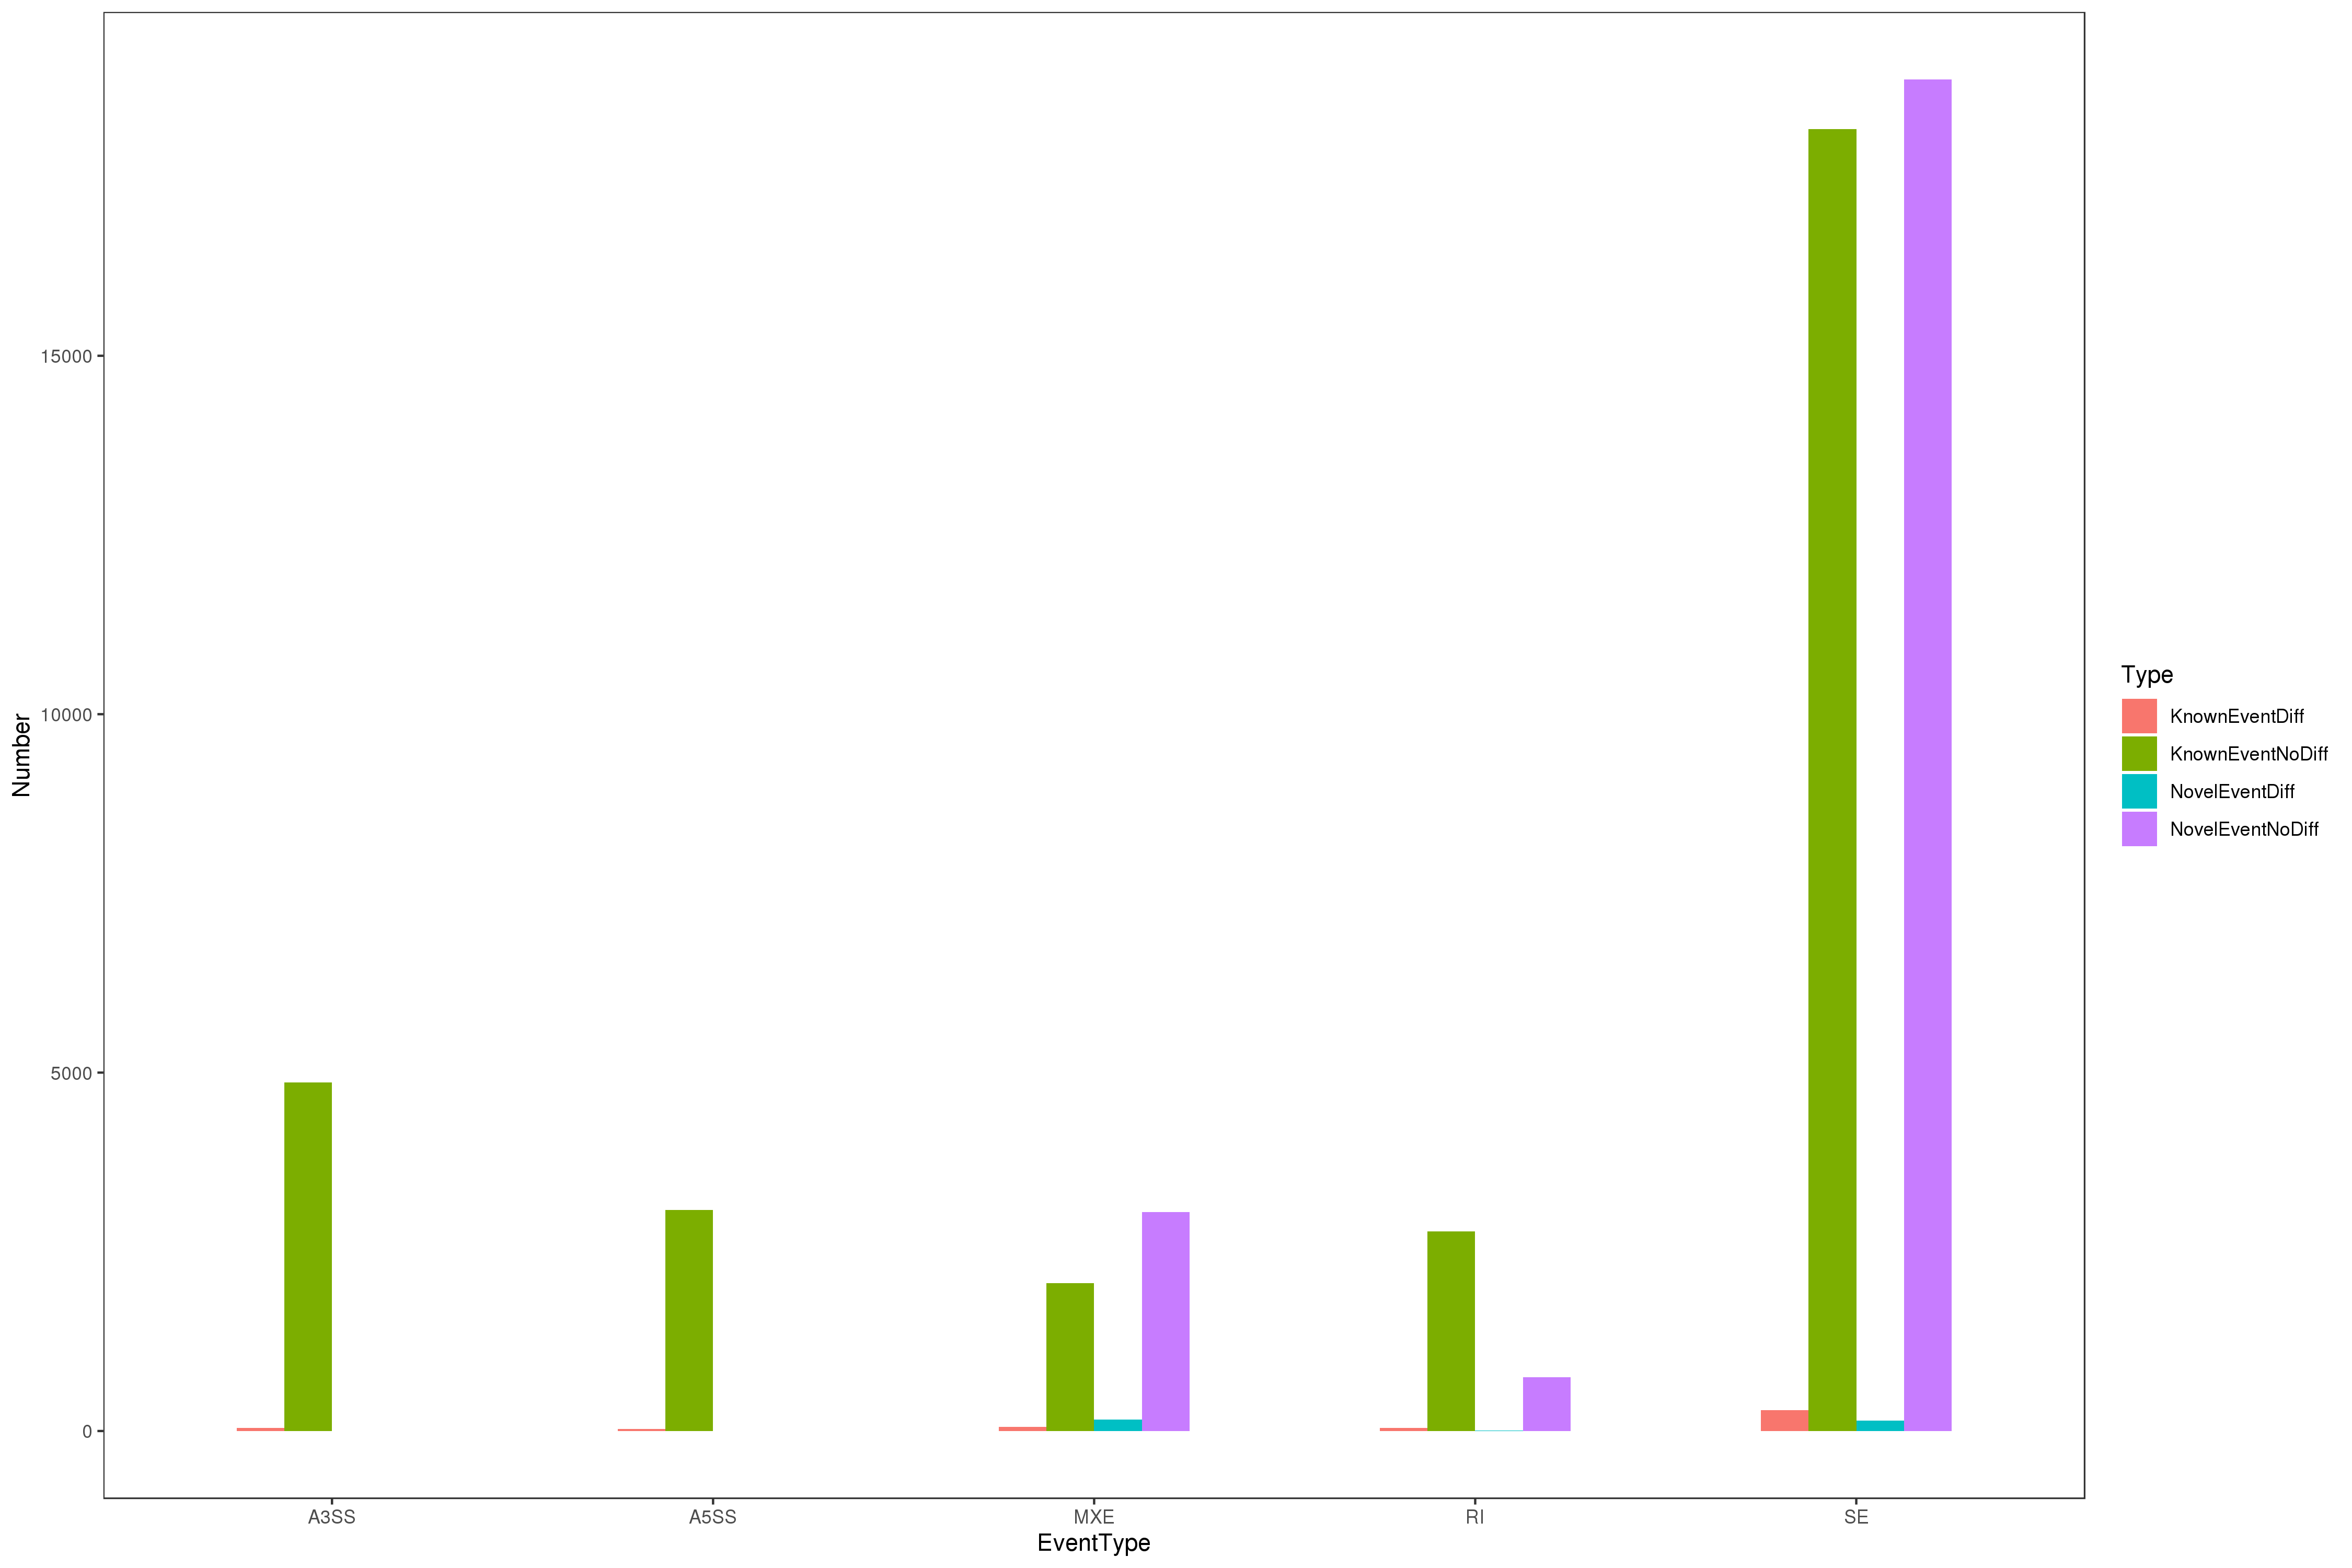 Number
15000
10000
5000
0
A3SS
A5SS
MXE
RI
SE
EventType
Type
KnownEventDiff
KnownEventNoDiff
NovelEventDiff
NovelEventNoDiff